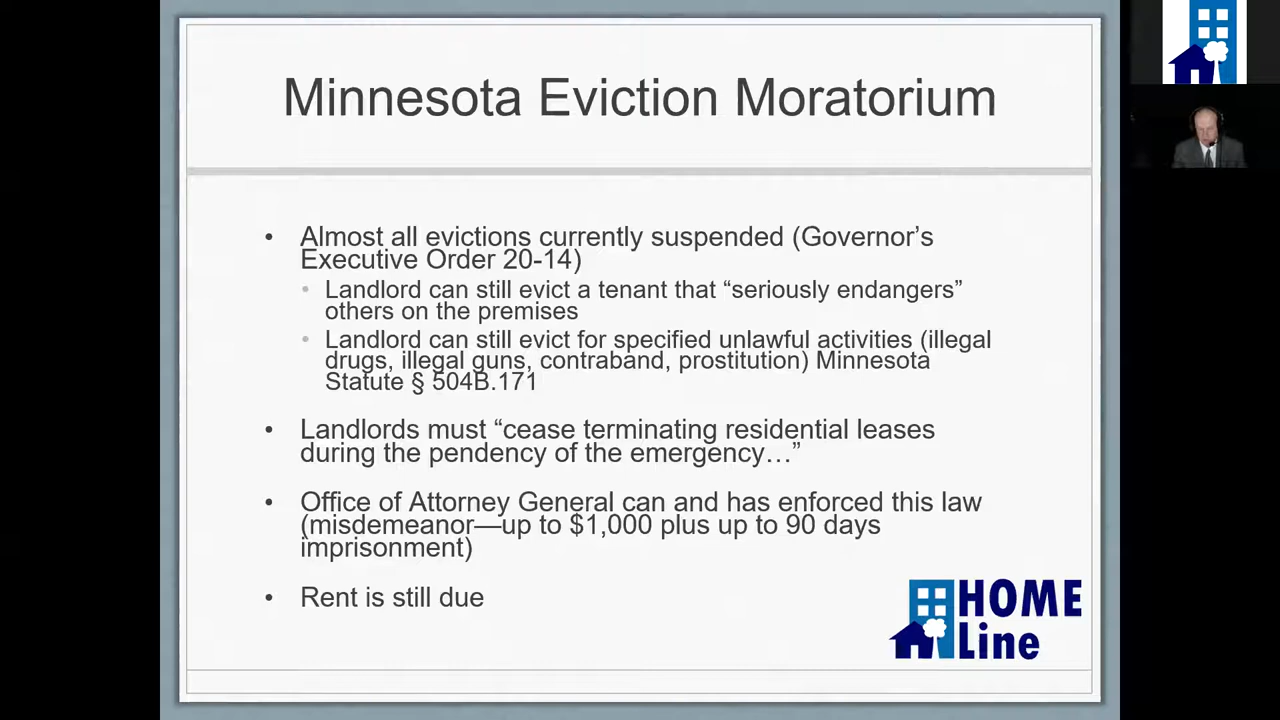 Minnesota Eviction Moratorium
• Almost all evictions currently suspended (Governor’s
Executive Order 20-14)
• Landlord can still evict a tenant that “seriously endangers”
others on the premises
• Landlord can still evict for specified unlawful activities (illegal
drugs, illegal guns, contraband, prostitution) Minnesota
Statute § 504B.171
• Landlords must “cease terminating residential leases
during the pendency of the emergency…”
• Office of Attorney General can and has enforced this law
(misdemeanor—up to $1,000 plus up to 90 days
imprisonment)
• Rent is still due
HOME
Line